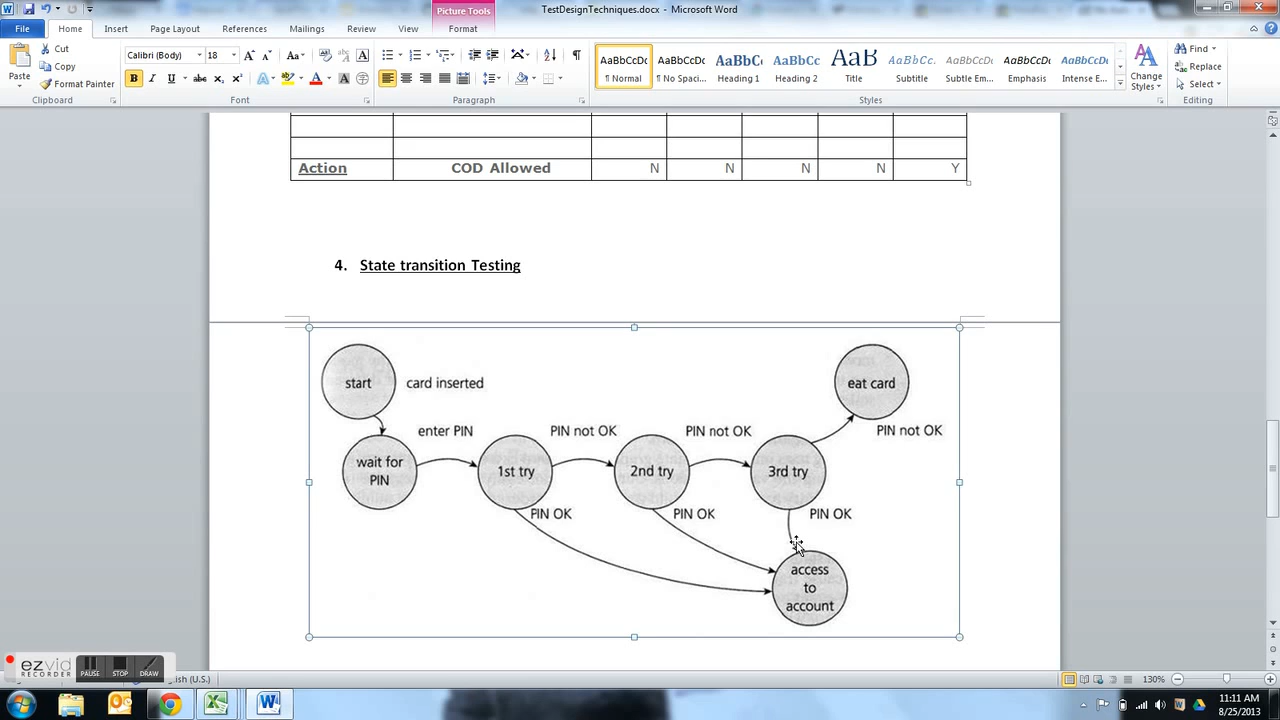 TestDesignTechniques.docx - Microsoft Word
Picture Tools
File Home Insert Page Layout References Mailings Review View Format
Paste
Cut
Copy
Format Painter
Clipboard
Calibri (Body) 18
Font
Paragraph
AaBbCcDc AaBbCcDc AaBbC AaBbCc AaB AaBbCc. AaBbCcDc AaBbCcDc AaBbCcDc
¶ Normal ¶ No Spaci... Heading 1 Heading 2 Title Subtitle Subtle Em... Emphasis Intense E...
Change Styles
Styles
Find
Replace
Select
Editing
Action COD Allowed N N N N Y
4. State transition Testing
start card inserted eat card
enter PIN PIN not OK PIN not OK PIN not OK
wait for PIN 1st try 2nd try 3rd try
PIN OK PIN OK PIN OK
access to account
ezvid
RECORDER
PAUSE STOP DRAW
English (U.S.)
130%
11:11 AM
8/25/2013